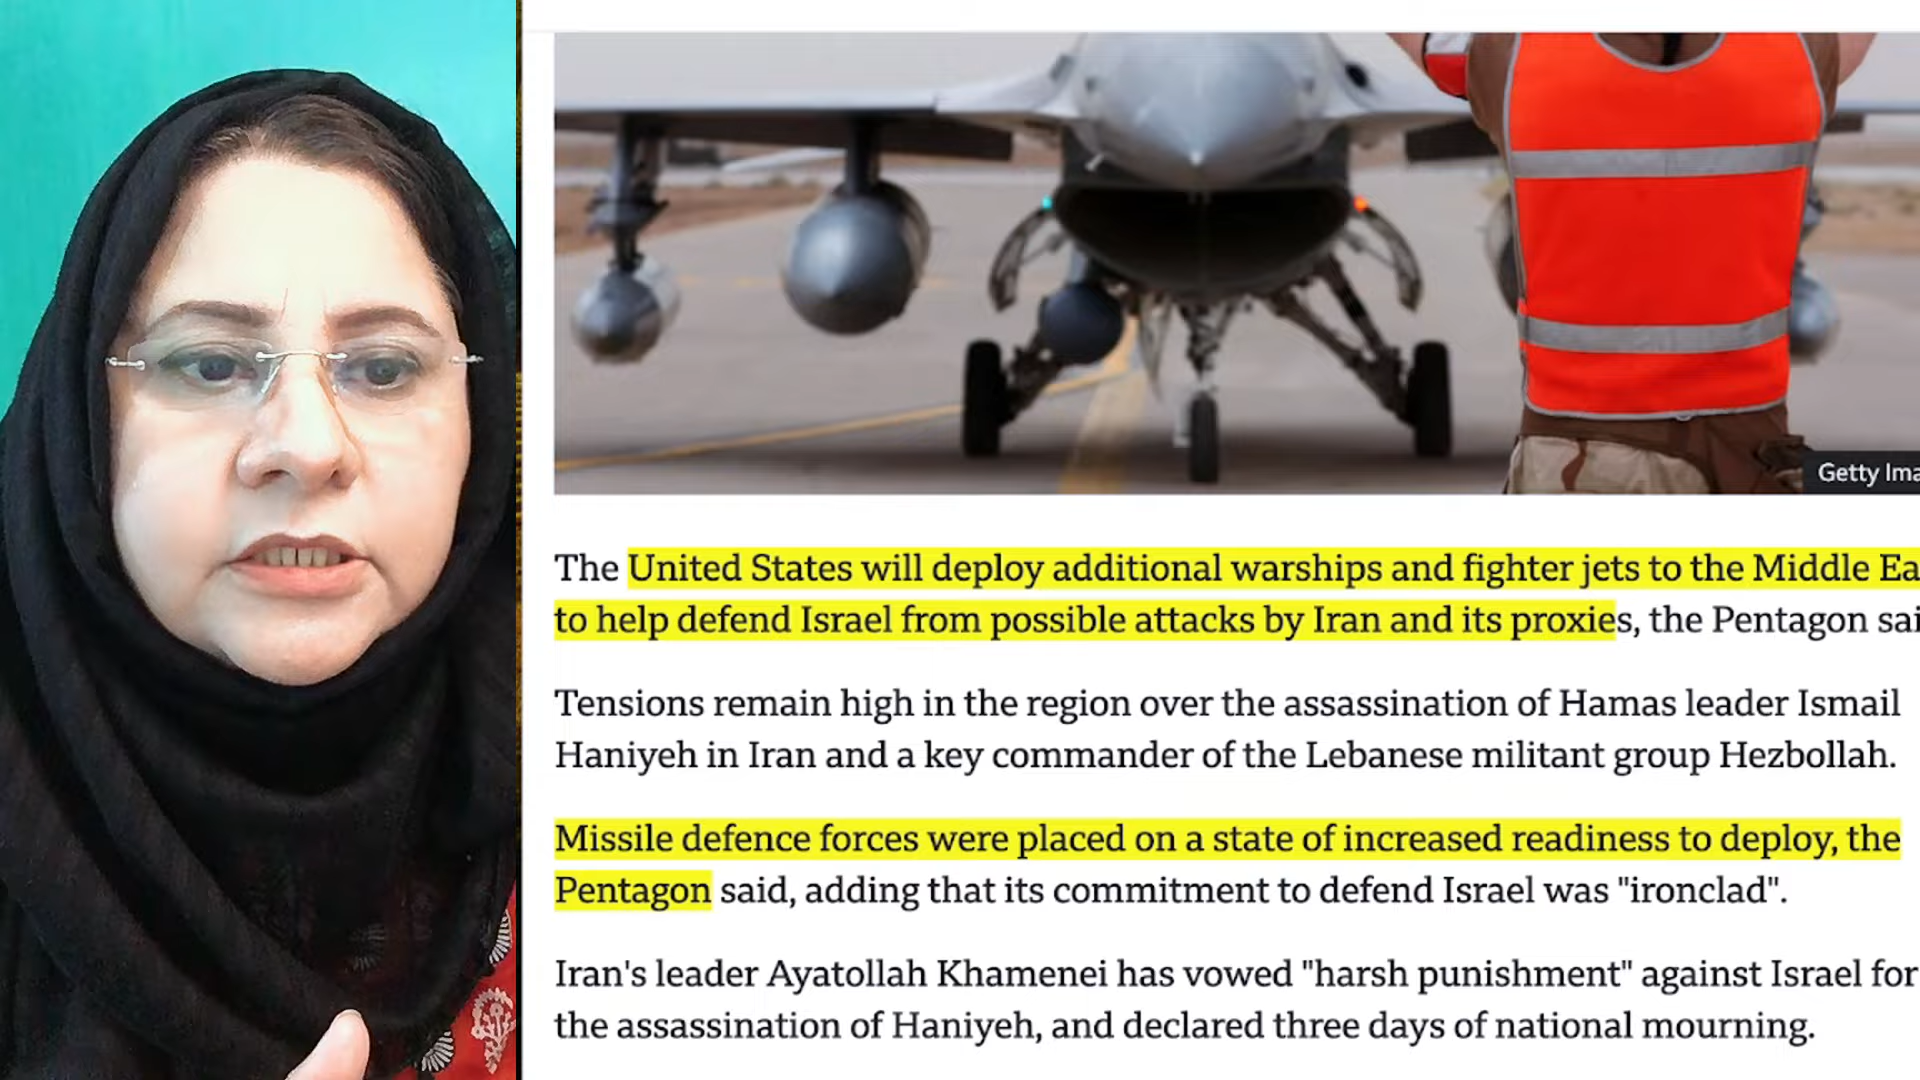 Getty Ima
The United States will deploy additional warships and fighter jets to the Middle Ea
to help defend Israel from possible attacks by Iran and its proxies, the Pentagon sai
Tensions remain high in the region over the assassination of Hamas leader Ismail
Haniyeh in Iran and a key commander of the Lebanese militant group Hezbollah.
Missile defence forces were placed on a state of increased readiness to deploy, the
Pentagon said, adding that its commitment to defend Israel was "ironclad".
Iran's leader Ayatollah Khamenei has vowed "harsh punishment" against Israel for
the assassination of Haniyeh, and declared three days of national mourning.